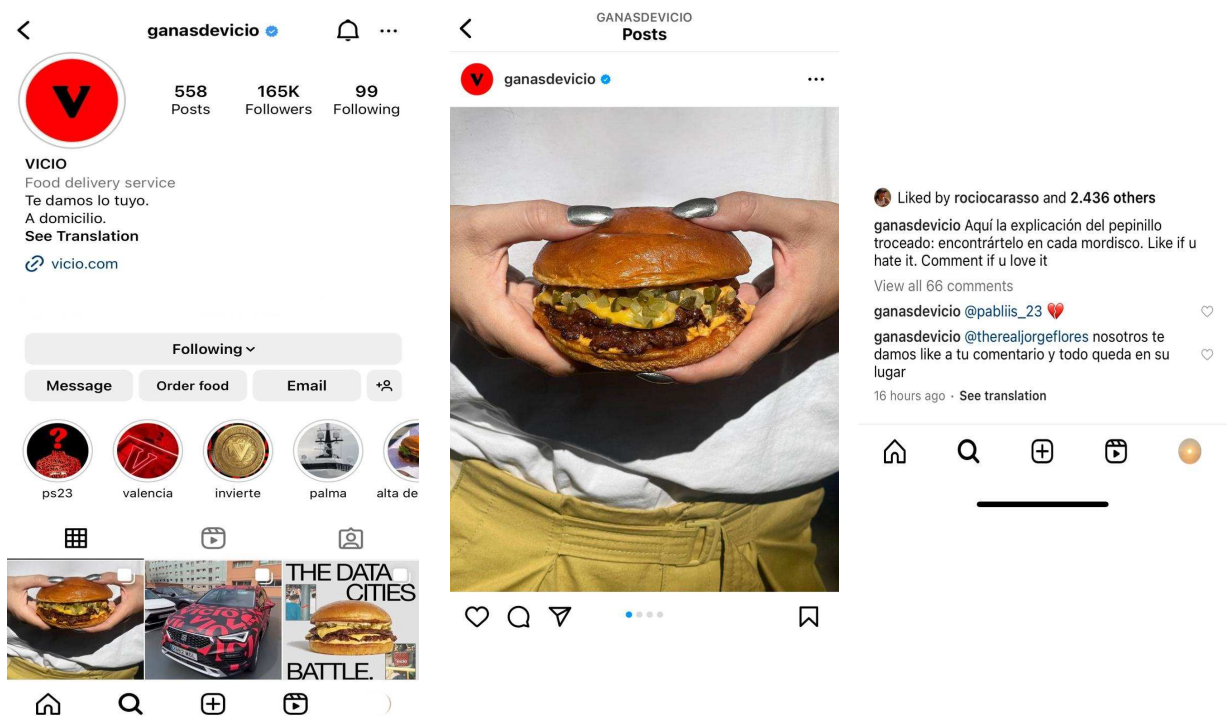 ganasdevicio
558 165K 99
Posts Followers Following
VICIO
Food delivery service
Te damos lo tuyo.
A domicilio.
See Translation
vicio.com
Following
Message Order food Email
ps23 valencia invierte palma alta de
THE DATA
CITIES
BATTLE.
GANASDEVICIO
Posts
ganasdevicio
Liked by rociocarasso and 2.436 others
ganasdevicio Aquí la explicación del pepinillo
troceado: encontrártelo en cada mordisco. Like if u
hate it. Comment if u love it
View all 66 comments
ganasdevicio @pabliis_23 💔
ganasdevicio @therealjorgeflores nosotros te
damos like a tu comentario y todo queda en su
lugar
16 hours ago · See translation